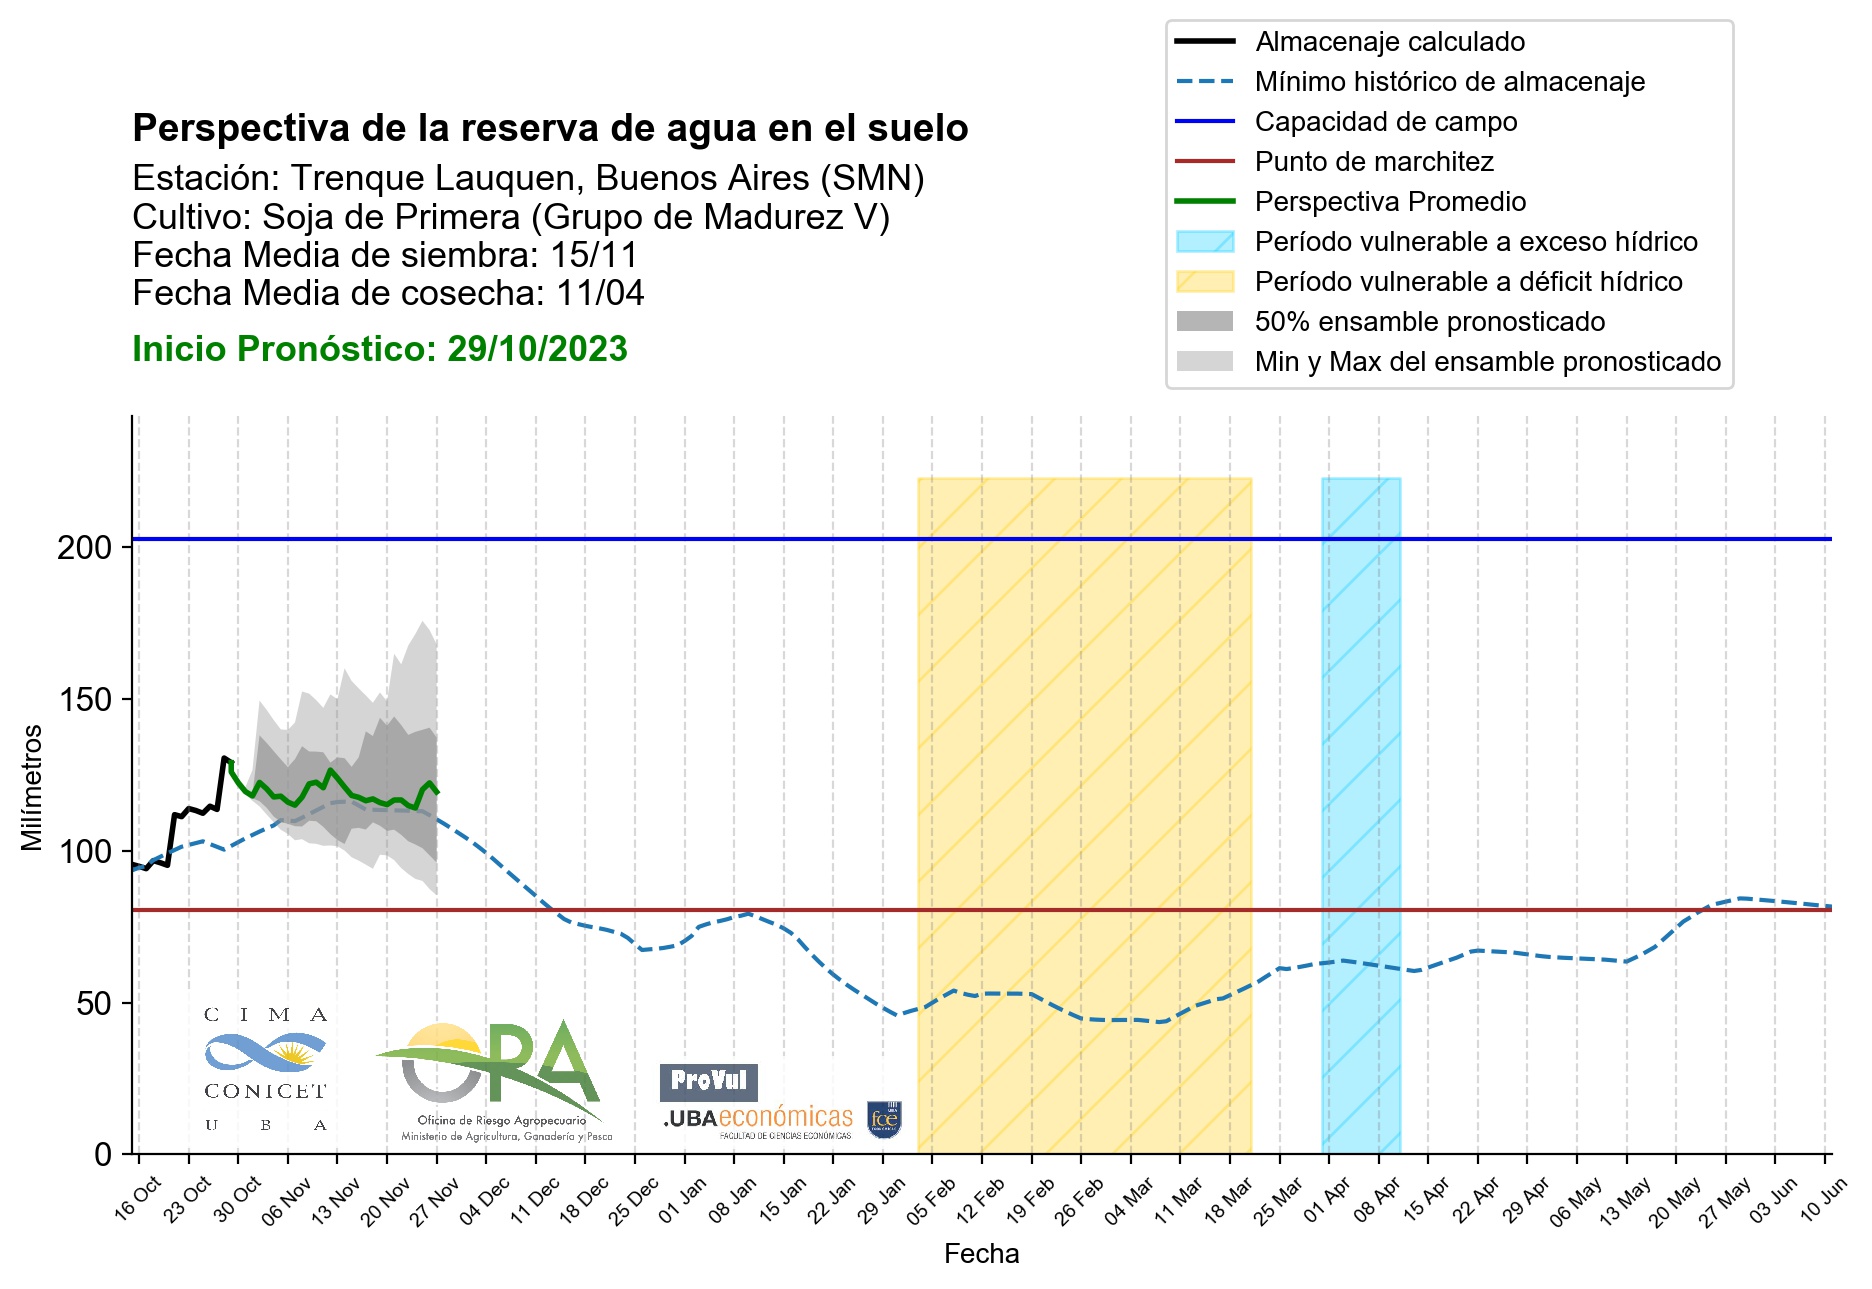 Almacenaje calculado
Mínimo histórico de almacenaje
Capacidad de campo
Punto de marchitez
Perspectiva Promedio
Período vulnerable a exceso hídrico
Período vulnerable a déficit hídrico
50% ensamble pronosticado
Min y Max del ensamble pronosticado
Perspectiva de la reserva de agua en el suelo
Estación: Trenque Lauquen, Buenos Aires (SMN)
Cultivo: Soja de Primera (Grupo de Madurez V)
Fecha Media de siembra: 15/11
Fecha Media de cosecha: 11/04
Inicio Pronóstico: 29/10/2023
Milímetros
200
150
100
50
0
C I M A
CONICET
U B A
ORA
Oficina de Riesgo Agropecuario
Ministerio de Agricultura, Ganadería y Pesca
ProVul
.UBAeconómicas
FACULTAD DE CIENCIAS ECONÓMICAS
UBA
fce
16 Oct
23 Oct
30 Oct
06 Nov
13 Nov
20 Nov
27 Nov
04 Dec
11 Dec
18 Dec
25 Dec
01 Jan
08 Jan
15 Jan
22 Jan
29 Jan
05 Feb
12 Feb
19 Feb
26 Feb
04 Mar
11 Mar
18 Mar
25 Mar
01 Apr
08 Apr
15 Apr
22 Apr
29 Apr
06 May
13 May
20 May
27 May
03 Jun
10 Jun
Fecha